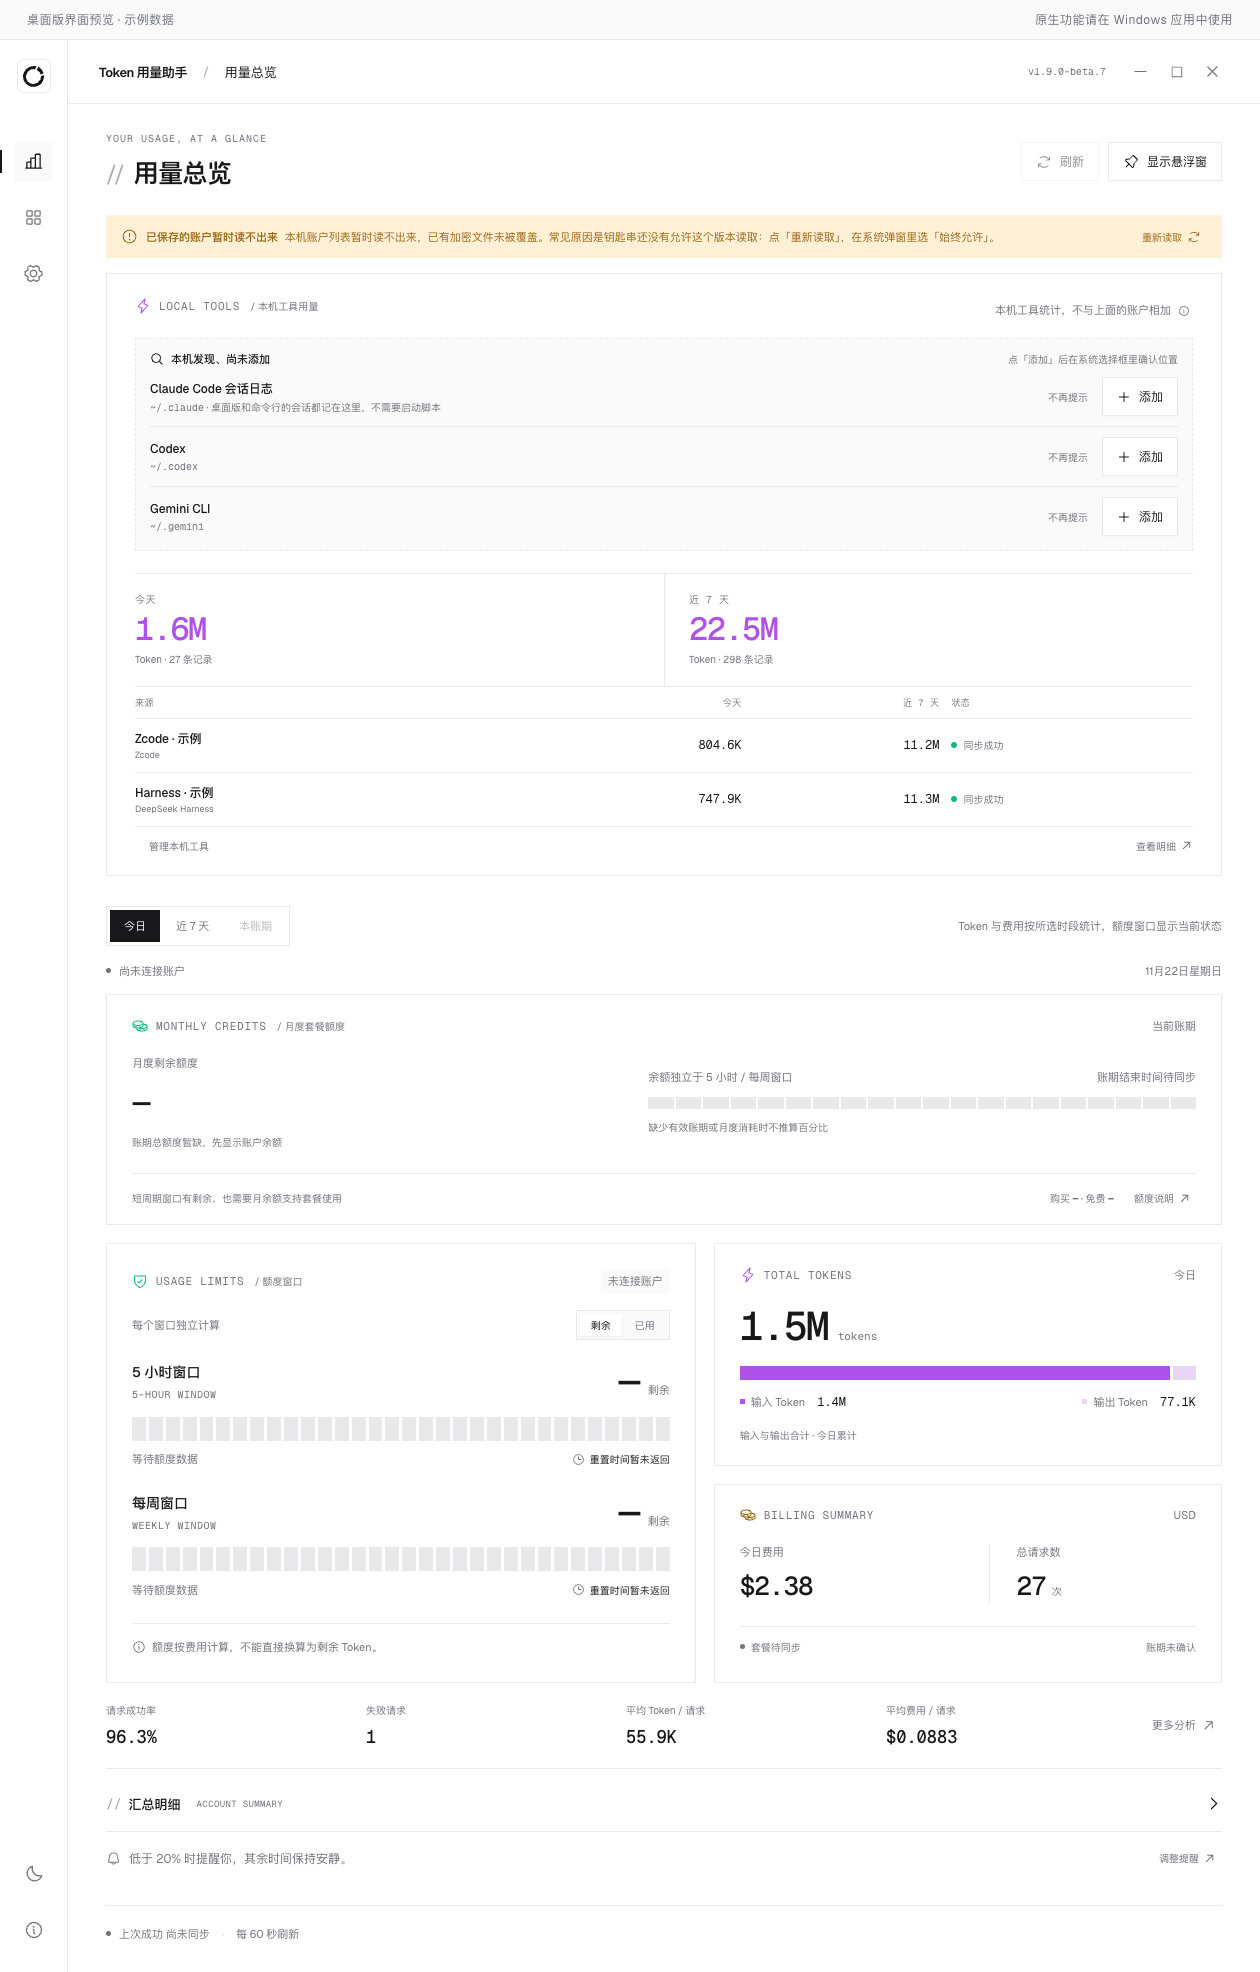 桌面版界面预览 · 示例数据
原生功能请在 Windows 应用中使用
Token 用量助手 / 用量总览
v1.9.0-beta.7
YOUR USAGE, AT A GLANCE
// 用量总览
刷新
显示悬浮窗
已保存的账户暂时读不出来 本机账户列表暂时读不出来，已有加密文件未被覆盖。常见原因是钥匙串还没有允许这个版本读取：点「重新读取」，在系统弹窗里选「始终允许」。
重新读取
LOCAL TOOLS / 本机工具用量
本机工具统计，不与上面的账户相加
本机发现、尚未添加
点「添加」后在系统选择框里确认位置
Claude Code 会话日志
~/.claude · 桌面版和命令行的会话都记在这里，不需要启动脚本
不再提示
添加
Codex
~/.codex
不再提示
添加
Gemini CLI
~/.gemini
不再提示
添加
今天
1.6M
Token · 27 条记录
近 7 天
22.5M
Token · 298 条记录
来源 今天 近 7 天 状态
Zcode · 示例
Zcode
804.6K 11.2M 同步成功
Harness · 示例
DeepSeek Harness
747.9K 11.3M 同步成功
管理本机工具
查看明细
今日 近 7 天 本账期
Token 与费用按所选时段统计，额度窗口显示当前状态
尚未连接账户
11月22日星期日
MONTHLY CREDITS / 月度套餐额度
当前账期
月度剩余额度
—
账期总额度暂缺，先显示账户余额
余额独立于 5 小时 / 每周窗口
账期结束时间待同步
缺少有效账期或月度消耗时不推算百分比
短周期窗口有剩余，也需要月余额支持套餐使用
购买 — · 免费 —
额度说明
USAGE LIMITS / 额度窗口
未连接账户
每个窗口独立计算
剩余 已用
5 小时窗口
5-HOUR WINDOW
— 剩余
等待额度数据
重置时间暂未返回
每周窗口
WEEKLY WINDOW
— 剩余
等待额度数据
重置时间暂未返回
额度按费用计算，不能直接换算为剩余 Token。
TOTAL TOKENS
今日
1.5M tokens
输入 Token 1.4M
输出 Token 77.1K
输入与输出合计 · 今日累计
BILLING SUMMARY
USD
今日费用
$2.38
总请求数
27 次
套餐待同步
账期未确认
请求成功率
96.3%
失败请求
1
平均 Token / 请求
55.9K
平均费用 / 请求
$0.0883
更多分析
// 汇总明细 ACCOUNT SUMMARY
低于 20% 时提醒你，其余时间保持安静。
调整提醒
上次成功 尚未同步 · 每 60 秒刷新